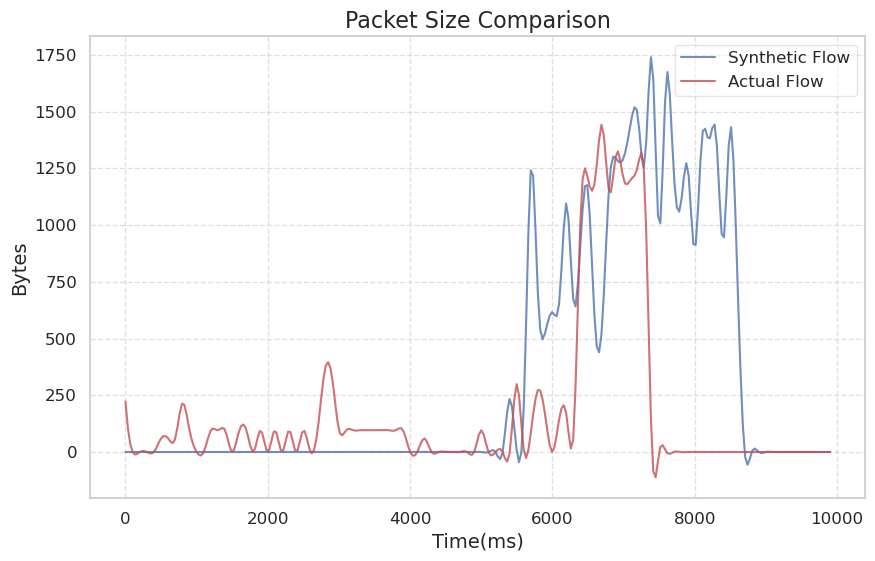 Packet Size Comparison
Synthetic Flow
Actual Flow
1750
1500
1250
1000
750
500
250
0
Bytes
0 2000 4000 6000 8000 10000
Time(ms)